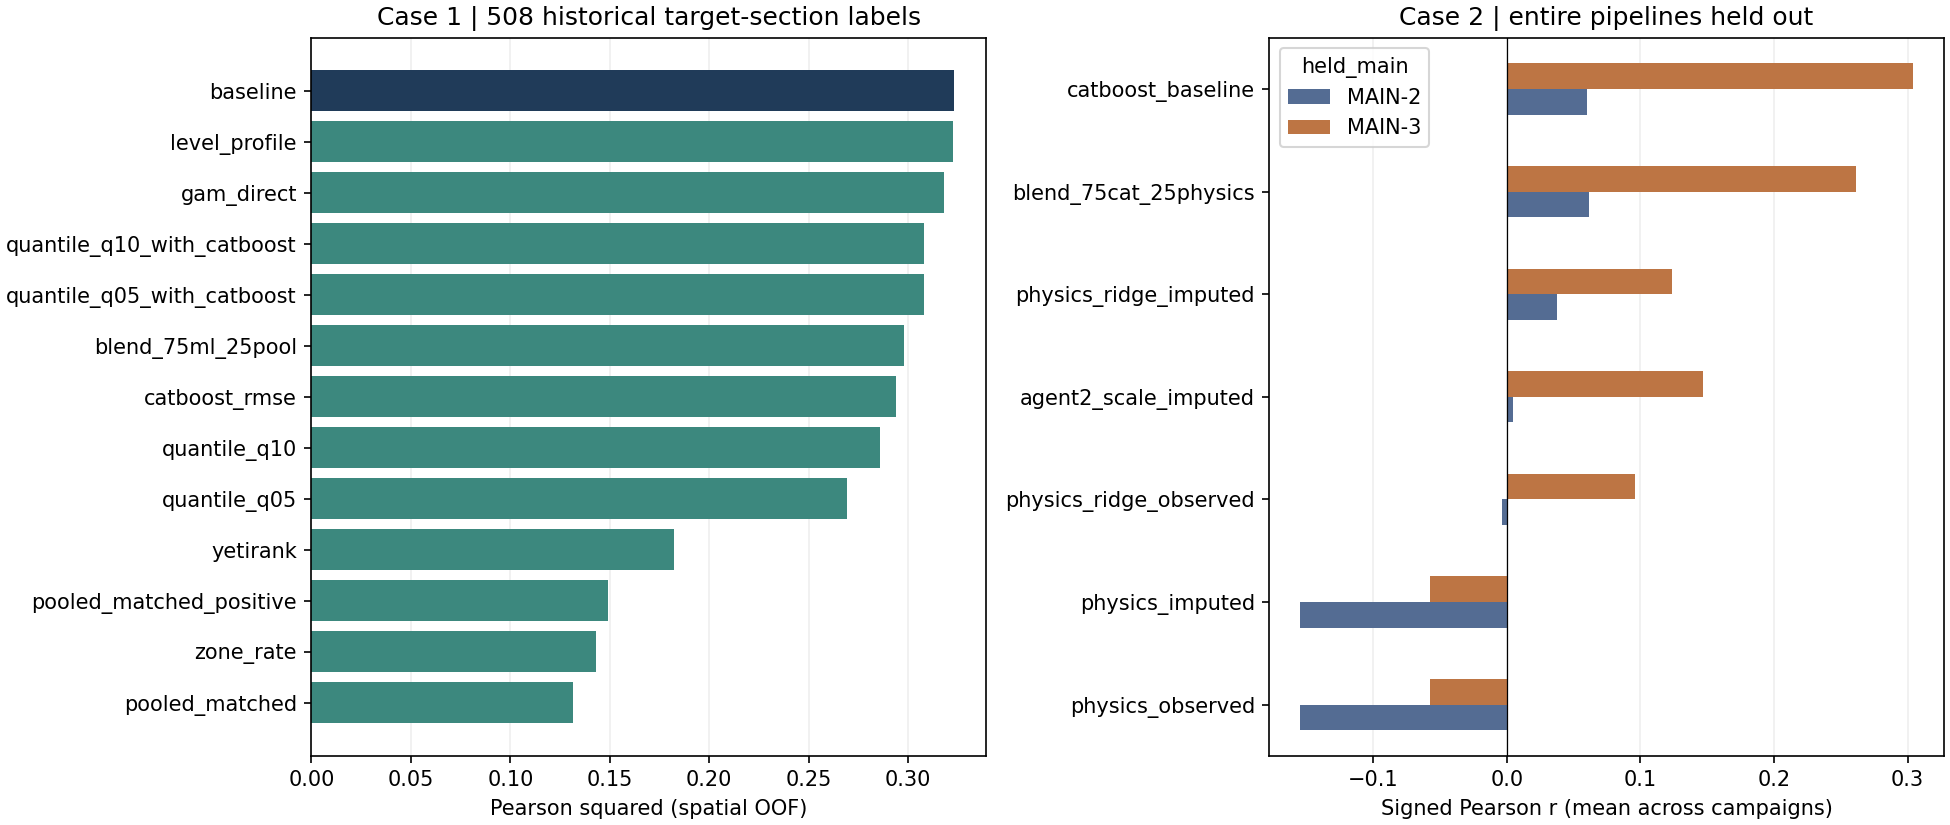 Case 1 | 508 historical target-section labels
baseline
level_profile
gam_direct
quantile_q10_with_catboost
quantile_q05_with_catboost
blend_75ml_25pool
catboost_rmse
quantile_q10
quantile_q05
yetirank
pooled_matched_positive
zone_rate
pooled_matched
0.00 0.05 0.10 0.15 0.20 0.25 0.30
Pearson squared (spatial OOF)
Case 2 | entire pipelines held out
held_main
MAIN-2
MAIN-3
catboost_baseline
blend_75cat_25physics
physics_ridge_imputed
agent2_scale_imputed
physics_ridge_observed
physics_imputed
physics_observed
−0.1 0.0 0.1 0.2 0.3
Signed Pearson r (mean across campaigns)